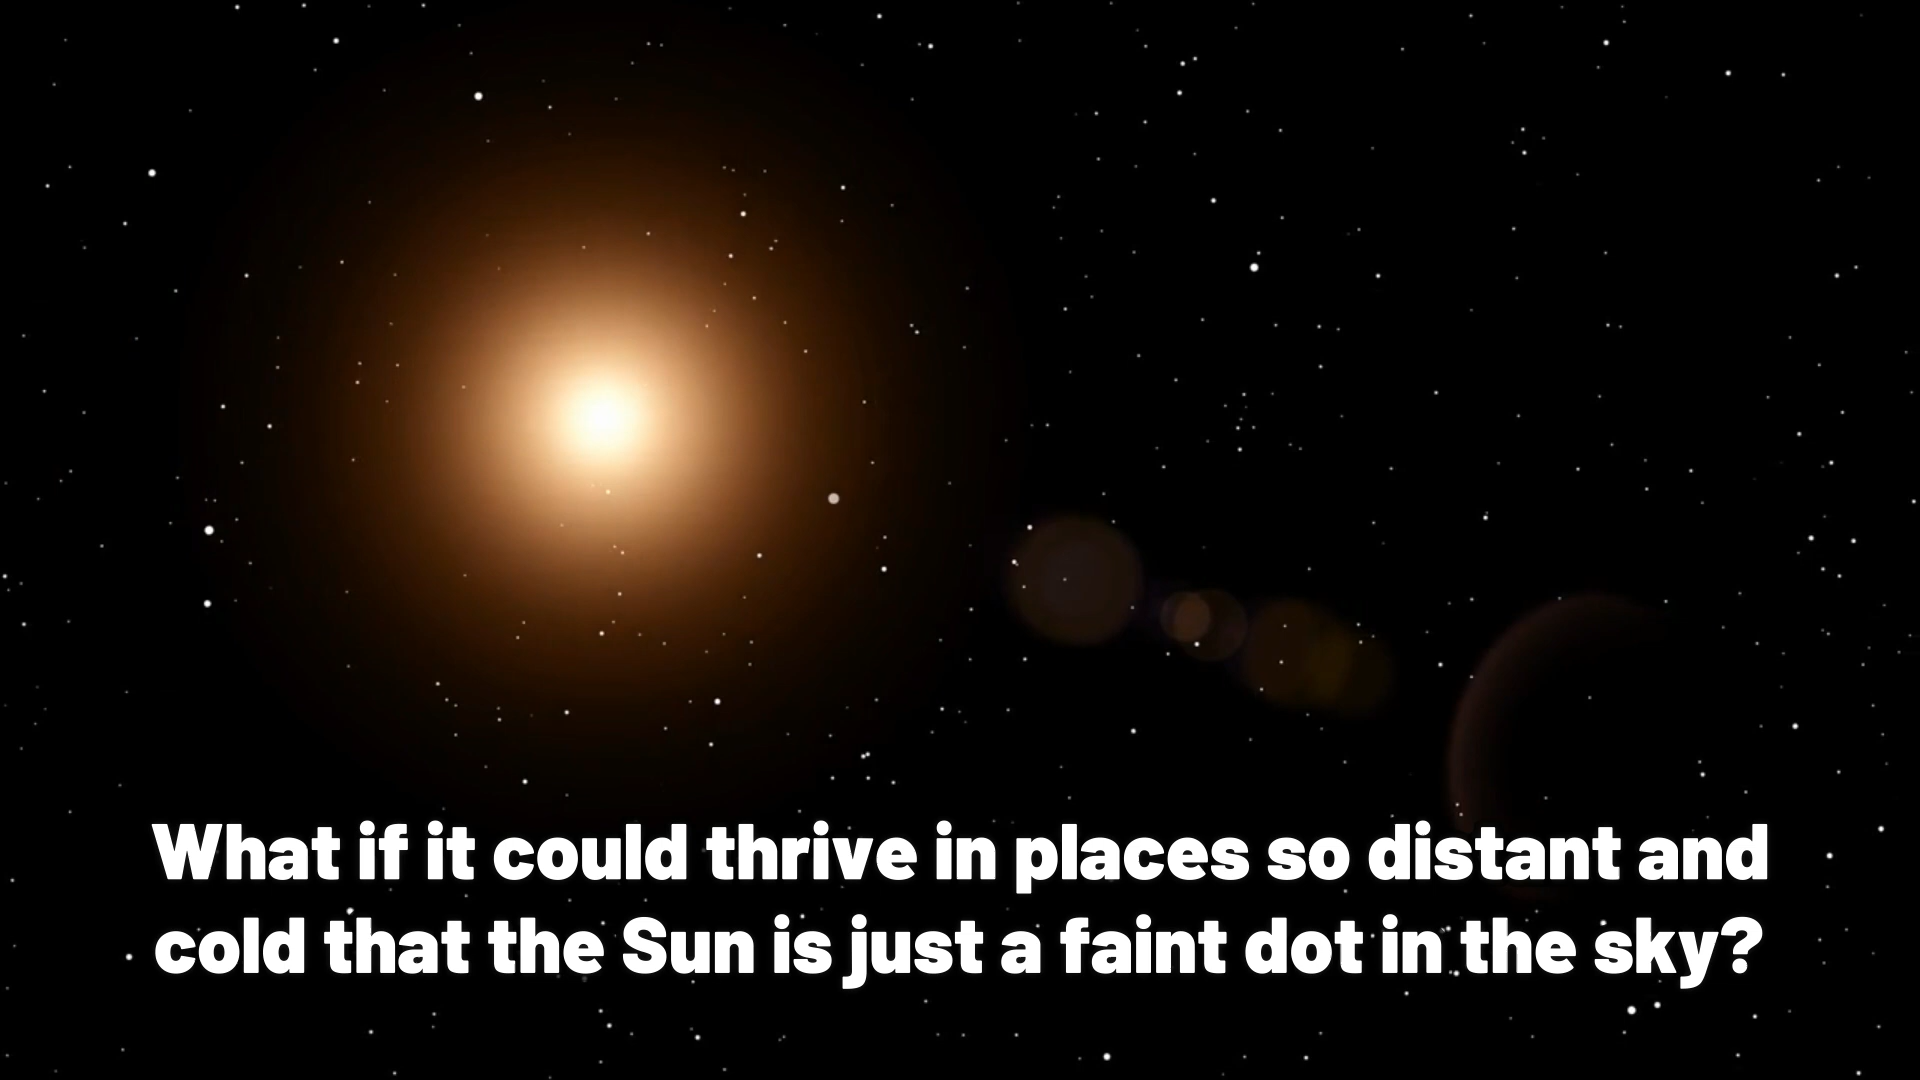 What if it could thrive in places so distant and
cold that the Sun is just a faint dot in the sky?